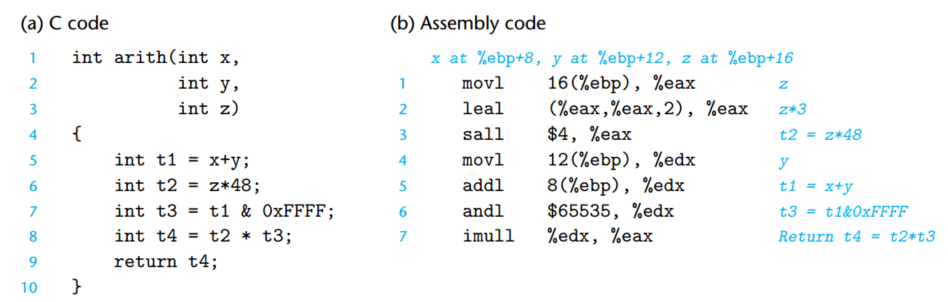 (a) C code
1 int arith(int x,
2 int y,
3 int z)
4 {
5 int t1 = x+y;
6 int t2 = z*48;
7 int t3 = t1 & 0xFFFF;
8 int t4 = t2 * t3;
9 return t4;
10 }
(b) Assembly code
x at %ebp+8, y at %ebp+12, z at %ebp+16
1 movl 16(%ebp), %eax z
2 leal (%eax,%eax,2), %eax z*3
3 sall $4, %eax t2 = z*48
4 movl 12(%ebp), %edx y
5 addl 8(%ebp), %edx t1 = x+y
6 andl $65535, %edx t3 = t1&0xFFFF
7 imull %edx, %eax Return t4 = t2*t3